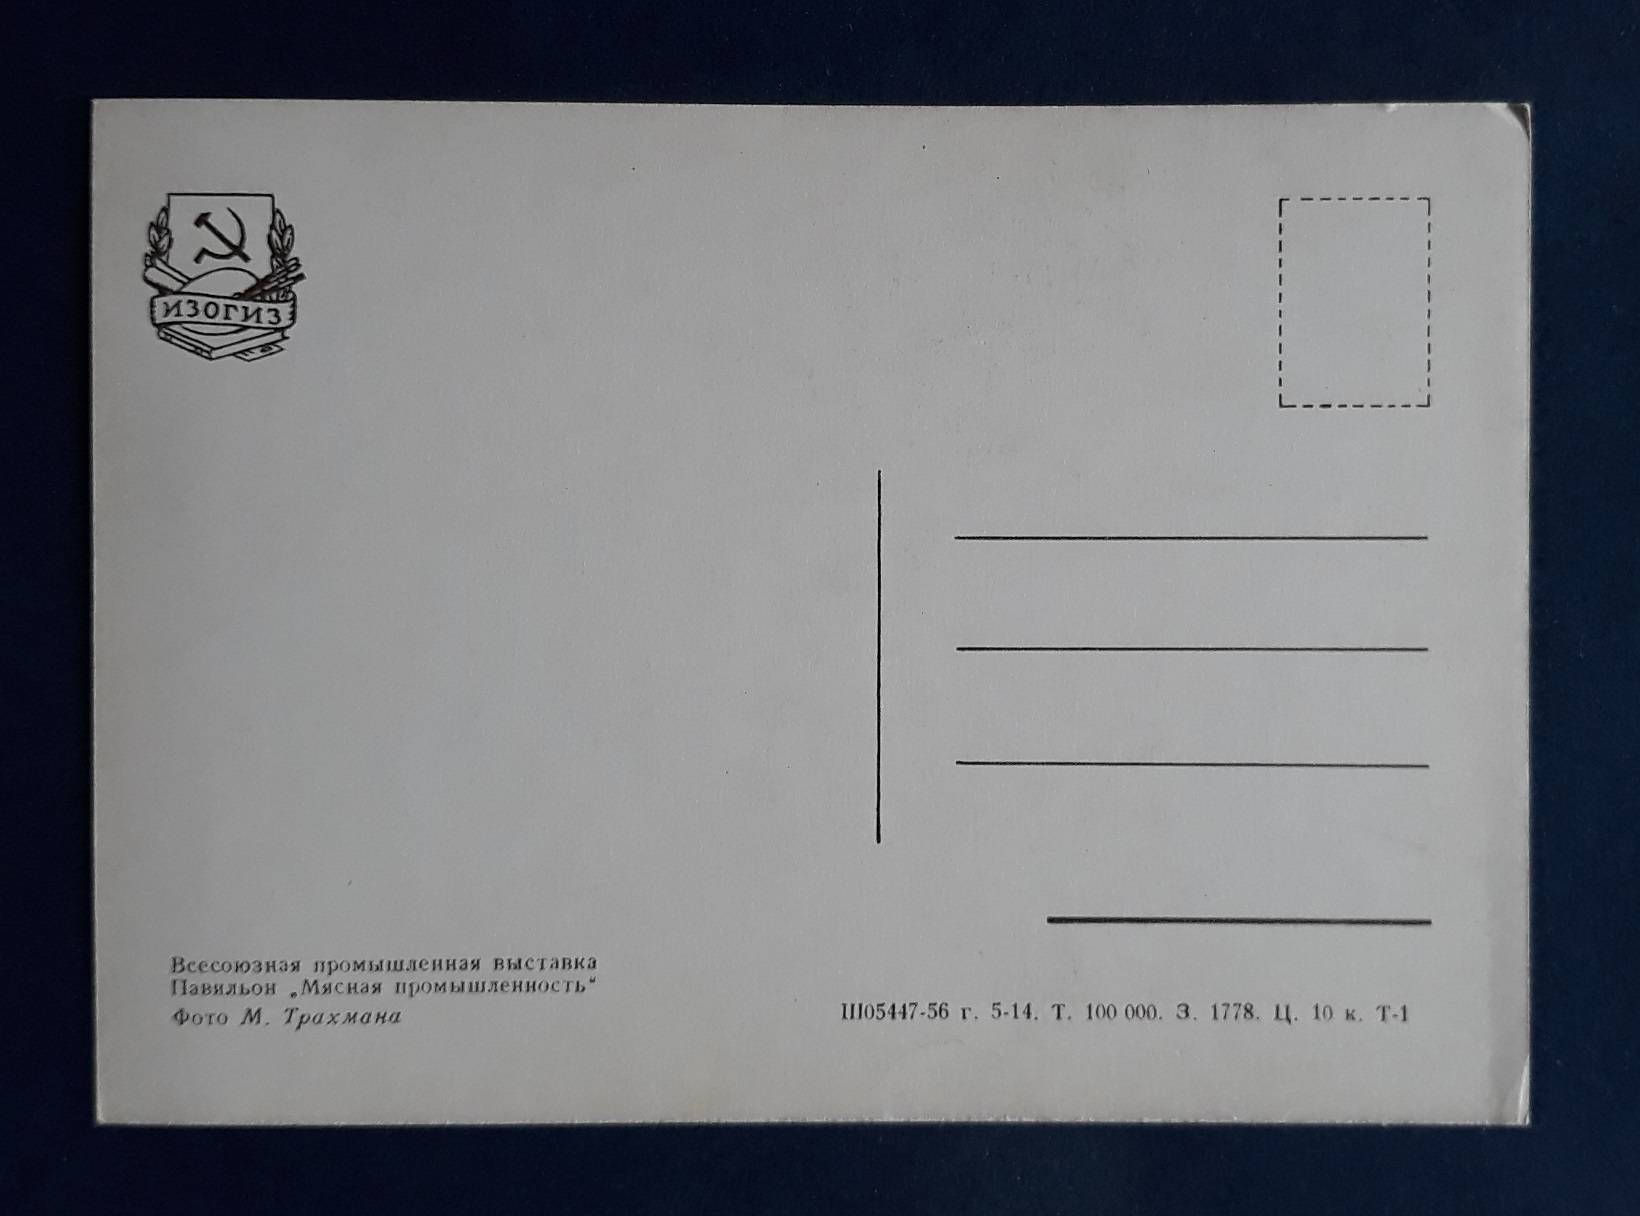 ИЗОГИЗ
Всесоюзная промышленная выставка
Павильон „Мясная промышленность“
Фото М. Трахмана
Ш05447-56 г. 5-14. Т. 100 000. З. 1778. Ц. 10 к. Т-1